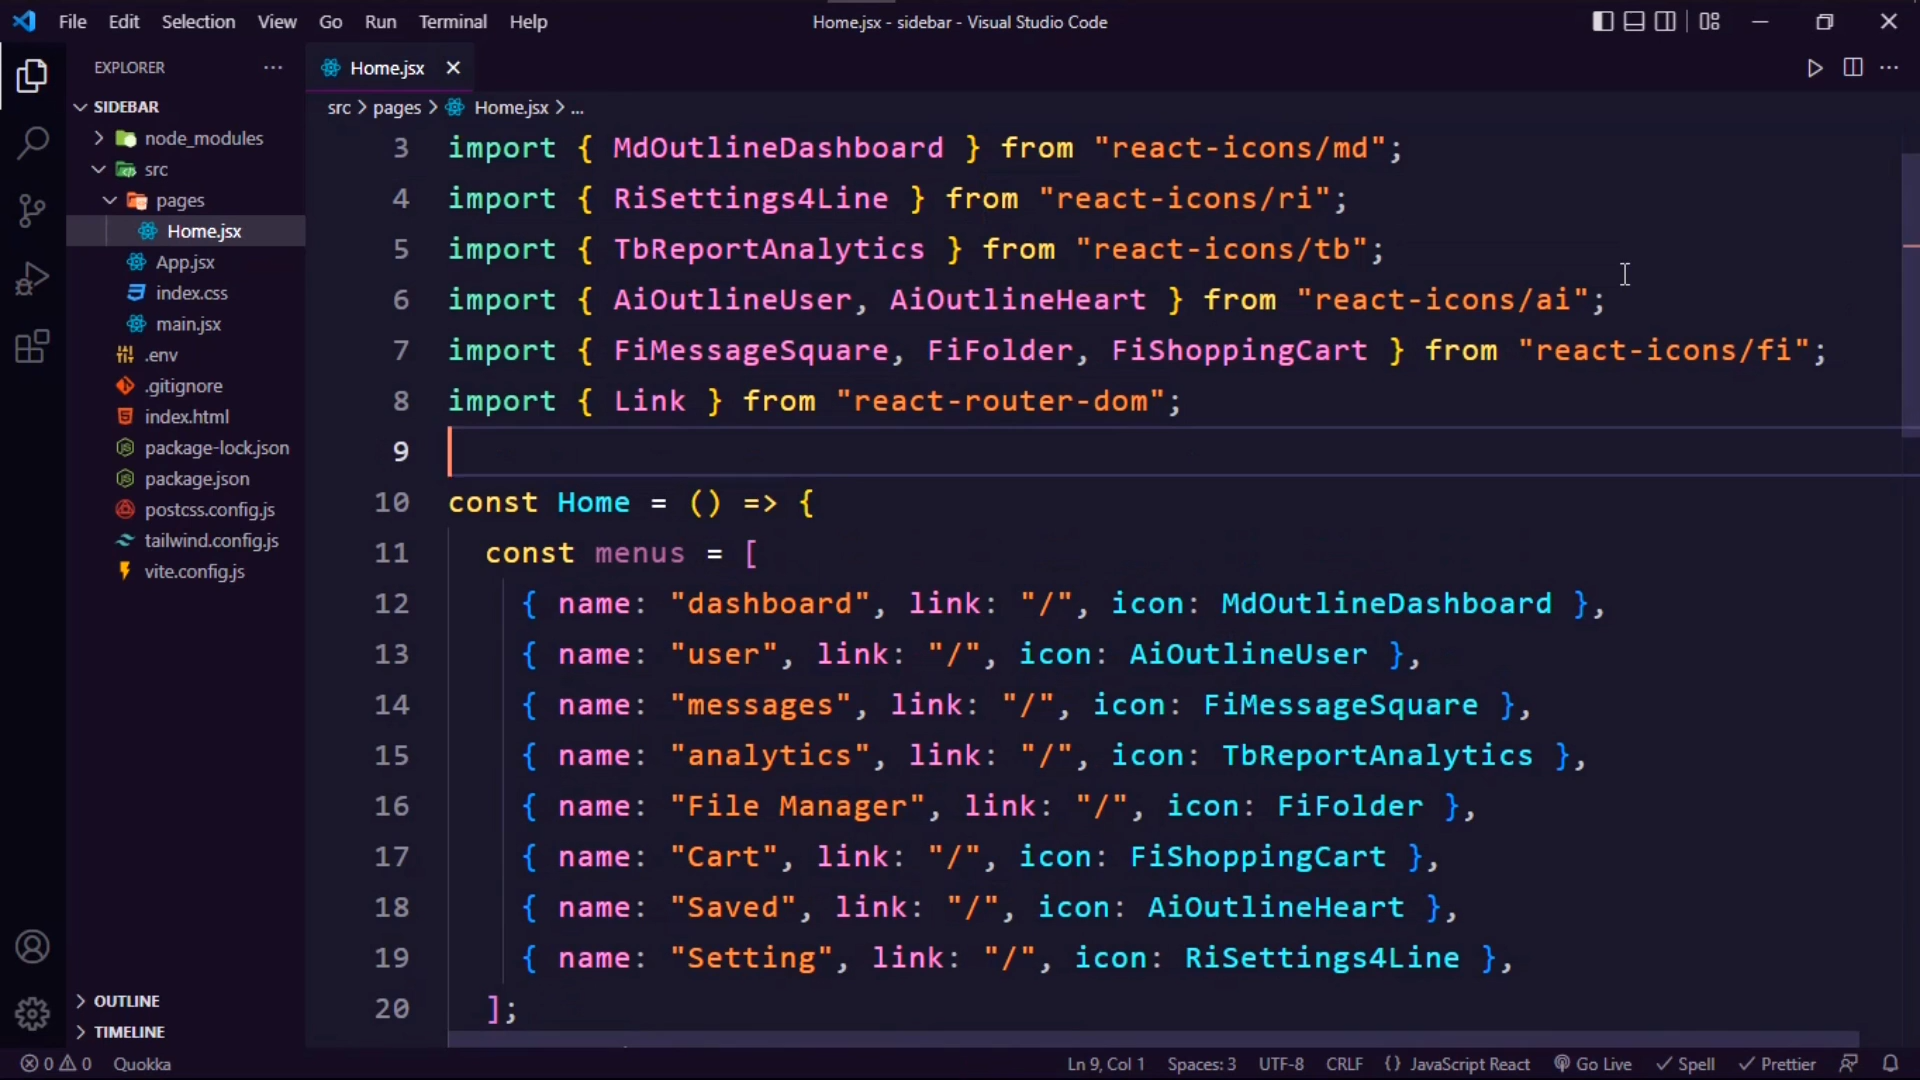 File Edit Selection View Go Run Terminal Help
Home.jsx - sidebar - Visual Studio Code
EXPLORER
SIDEBAR
node_modules
src
pages
Home.jsx
App.jsx
index.css
main.jsx
.env
.gitignore
index.html
package-lock.json
package.json
postcss.config.js
tailwind.config.js
vite.config.js
OUTLINE
TIMELINE
Home.jsx
src > pages > Home.jsx > ...
3 import { MdOutlineDashboard } from "react-icons/md";
4 import { RiSettings4Line } from "react-icons/ri";
5 import { TbReportAnalytics } from "react-icons/tb";
6 import { AiOutlineUser, AiOutlineHeart } from "react-icons/ai";
7 import { FiMessageSquare, FiFolder, FiShoppingCart } from "react-icons/fi";
8 import { Link } from "react-router-dom";
9
10 const Home = () => {
11 const menus = [
12 { name: "dashboard", link: "/", icon: MdOutlineDashboard },
13 { name: "user", link: "/", icon: AiOutlineUser },
14 { name: "messages", link: "/", icon: FiMessageSquare },
15 { name: "analytics", link: "/", icon: TbReportAnalytics },
16 { name: "File Manager", link: "/", icon: FiFolder },
17 { name: "Cart", link: "/", icon: FiShoppingCart },
18 { name: "Saved", link: "/", icon: AiOutlineHeart },
19 { name: "Setting", link: "/", icon: RiSettings4Line },
20 ];
0 0 Quokka
Ln 9, Col 1 Spaces: 3 UTF-8 CRLF {} JavaScript React Go Live Spell Prettier